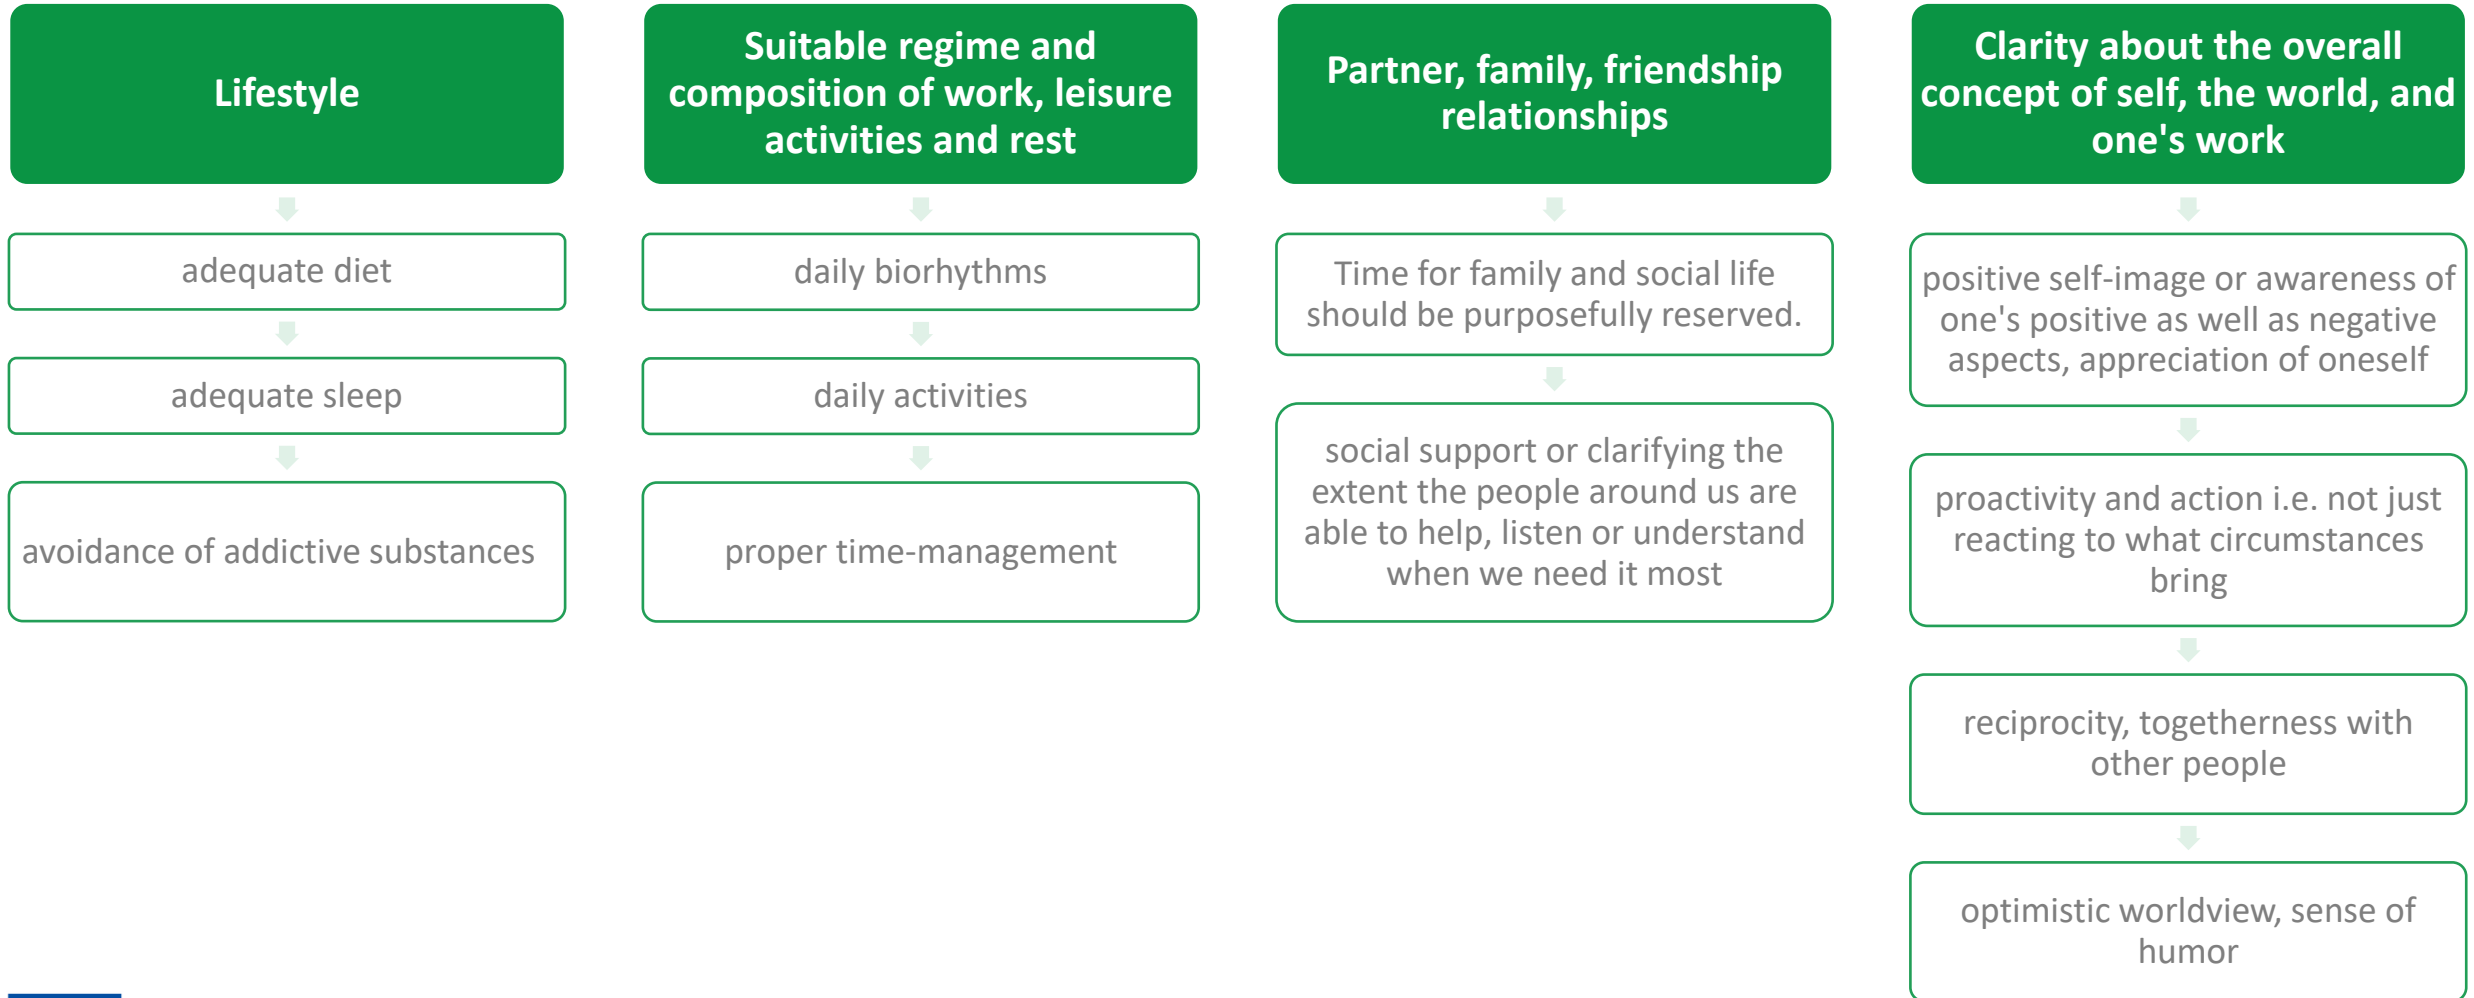 Lifestyle
adequate diet
adequate sleep
avoidance of addictive substances
Suitable regime and
composition of work, leisure
activities and rest
daily biorhythms
daily activities
proper time-management
Partner, family, friendship
relationships
Time for family and social life
should be purposefully reserved.
social support or clarifying the
extent the people around us are
able to help, listen or understand
when we need it most
Clarity about the overall
concept of self, the world, and
one's work
positive self-image or awareness of
one's positive as well as negative
aspects, appreciation of oneself
proactivity and action i.e. not just
reacting to what circumstances
bring
reciprocity, togetherness with
other people
optimistic worldview, sense of
humor